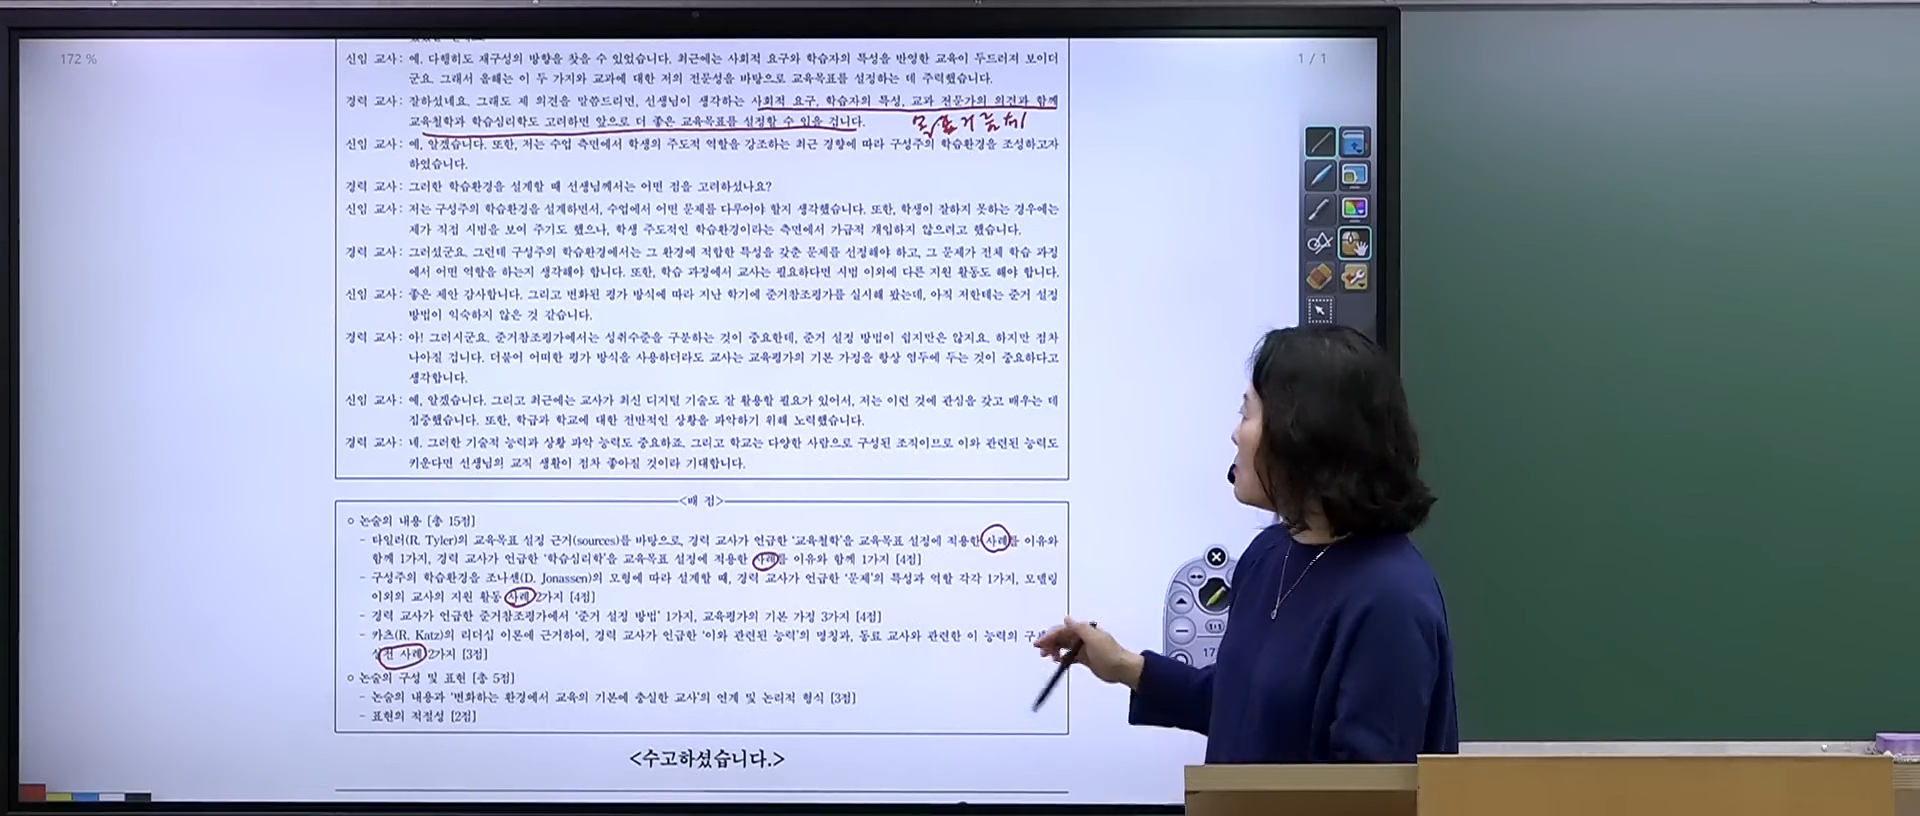 172 %
1 / 1
신임 교사: 예, 다행히도 재구성의 방향을 찾을 수 있었습니다. 최근에는 사회적 요구와 학습자의 특성을 반영한 교육이 두드러져 보이더
군요. 그래서 올해는 이 두 가지와 교과에 대한 저의 전문성을 바탕으로 교육목표를 설정하는 데 주력했습니다.
경력 교사: 잘하셨네요. 그래도 제 의견을 말씀드리면, 선생님이 생각하는 사회적 요구, 학습자의 특성, 교과 전문가의 의견과 함께
교육철학과 학습심리학도 고려하면 앞으로 더 좋은 교육목표를 설정할 수 있을 겁니다.
신임 교사: 예, 알겠습니다. 또한, 저는 수업 측면에서 학생의 주도적 역할을 강조하는 최근 경향에 따라 구성주의 학습환경을 조성하고자
하였습니다.
경력 교사: 그러한 학습환경을 설계할 때 선생님께서는 어떤 점을 고려하셨나요?
신임 교사: 저는 구성주의 학습환경을 설계하면서, 수업에서 어떤 문제를 다루어야 할지 생각했습니다. 또한, 학생이 잘하지 못하는 경우에는
제가 직접 시범을 보여 주기도 했으나, 학생 주도적인 학습환경이라는 측면에서 가급적 개입하지 않으려고 했습니다.
경력 교사: 그러셨군요. 그런데 구성주의 학습환경에서는 그 환경에 적합한 특성을 갖춘 문제를 선정해야 하고, 그 문제가 전체 학습 과정
에서 어떤 역할을 하는지 생각해야 합니다. 또한, 학습 과정에서 교사는 필요하다면 시범 이외에 다른 지원 활동도 해야 합니다.
신임 교사: 좋은 제안 감사합니다. 그리고 변화된 평가 방식에 따라 지난 학기에 준거참조평가를 실시해 봤는데, 아직 저한테는 준거 설정
방법이 익숙하지 않은 것 같습니다.
경력 교사: 아! 그러시군요. 준거참조평가에서는 성취수준을 구분하는 것이 중요한데, 준거 설정 방법이 쉽지만은 않지요. 하지만 점차
나아질 겁니다. 더불어 어떠한 평가 방식을 사용하더라도 교사는 교육평가의 기본 가정을 항상 염두에 두는 것이 중요하다고
생각합니다.
신임 교사: 예, 알겠습니다. 그리고 최근에는 교사가 최신 디지털 기술도 잘 활용할 필요가 있어서, 저는 이런 것에 관심을 갖고 배우는 데
집중했습니다. 또한, 학급과 학교에 대한 전반적인 상황을 파악하기 위해 노력했습니다.
경력 교사: 네. 그러한 기술적 능력과 상황 파악 능력도 중요하죠. 그리고 학교는 다양한 사람으로 구성된 조직이므로 이와 관련된 능력도
키운다면 선생님의 교직 생활이 점차 좋아질 것이라 기대합니다.
<배 점>
○ 논술의 내용 [총 15점]
- 타일러(R. Tyler)의 교육목표 설정 근거(sources)를 바탕으로, 경력 교사가 언급한 '교육철학'을 교육목표 설정에 적용한 사례를 이유와
함께 1가지, 경력 교사가 언급한 '학습심리학'을 교육목표 설정에 적용한 사례를 이유와 함께 1가지 [4점]
- 구성주의 학습환경을 조나센(D. Jonassen)의 모형에 따라 설계할 때, 경력 교사가 언급한 '문제'의 특성과 역할 각각 1가지, 모델링
이외의 교사의 지원 활동 사례 2가지 [4점]
- 경력 교사가 언급한 준거참조평가에서 '준거 설정 방법' 1가지, 교육평가의 기본 가정 3가지 [4점]
- 카츠(R. Katz)의 리더십 이론에 근거하여, 경력 교사가 언급한 '이와 관련된 능력'의 명칭과, 동료 교사와 관련한 이 능력의
실천 사례 2가지 [3점]
○ 논술의 구성 및 표현 [총 5점]
- 논술의 내용과 '변화하는 환경에서 교육의 기본에 충실한 교사'의 연계 및 논리적 형식 [3점]
- 표현의 적절성 [2점]
<수고하셨습니다.>